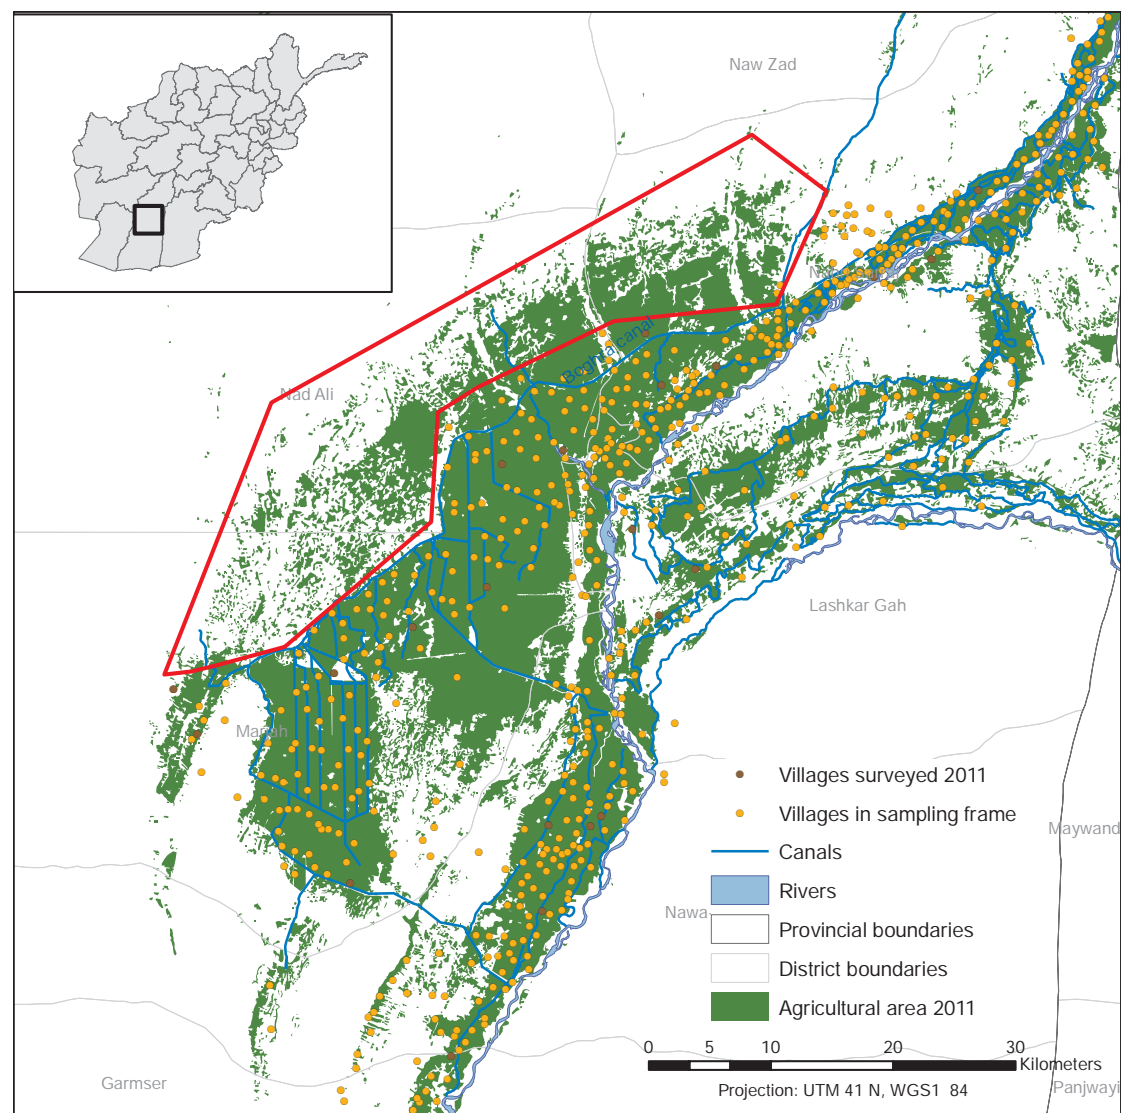 Naw Zad
Boghra canal
Nad Ali
Lashkar Gah
Marjah
Villages surveyed 2011
Villages in sampling frame
Canals
Rivers
Provincial boundaries
District boundaries
Agricultural area 2011
Maywand
Nawa
0 5 10 20 30
Kilometers
Projection: UTM 41 N, WGS1 84
Garmser
Panjwayi